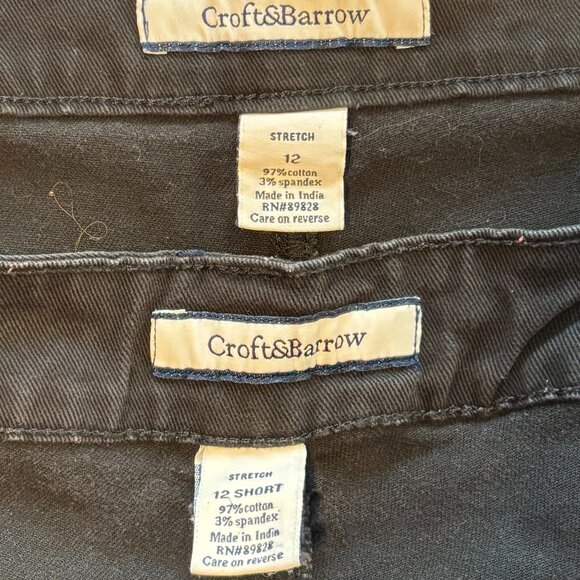 Croft&Barrow
STRETCH
12
97%cotton
3% spandex
Made in India
RN#89828
Care on reverse
Croft&Barrow
STRETCH
12 SHORT
97%cotton
3% spandex
Made in India
RN#89828
Care on reverse